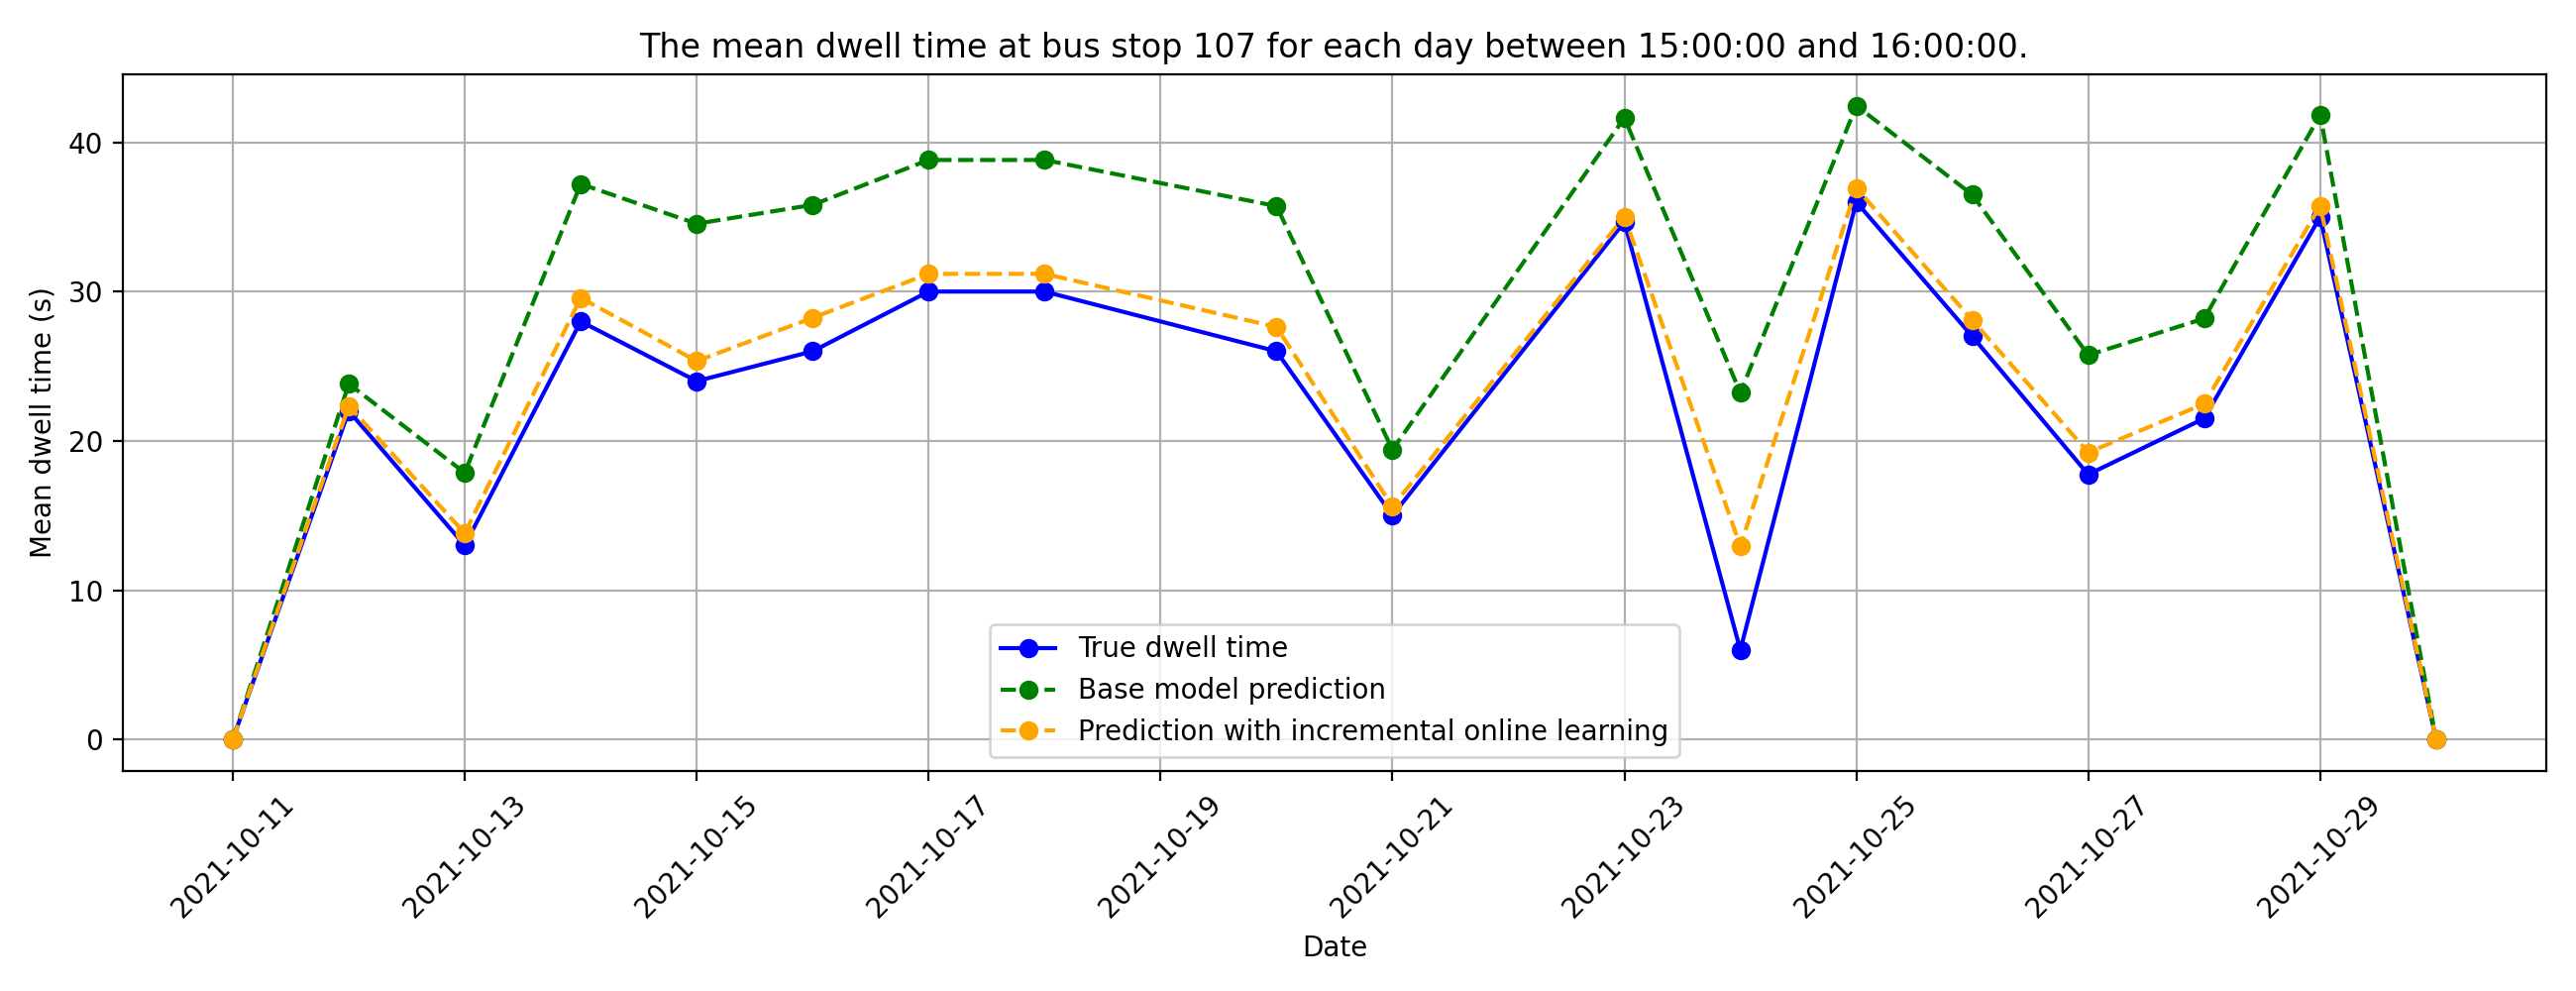 The mean dwell time at bus stop 107 for each day between 15:00:00 and 16:00:00.
Mean dwell time (s)
40
30
20
10
0
True dwell time
Base model prediction
Prediction with incremental online learning
2021-10-11
2021-10-13
2021-10-15
2021-10-17
2021-10-19
2021-10-21
2021-10-23
2021-10-25
2021-10-27
2021-10-29
Date